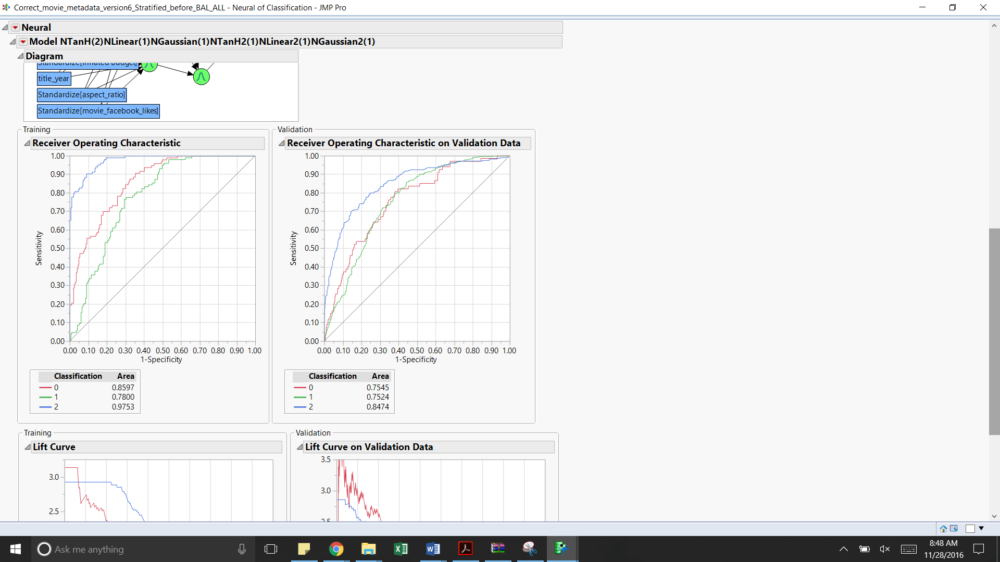 Correct_movie_metadata_version6_Stratified_before_BAL_ALL - Neural of Classification - JMP Pro
Neural
Model NTanH(2)NLinear(1)NGaussian(1)NTanH2(1)NLinear2(1)NGaussian2(1)
Diagram
Standardize[Inflated Budget]
title_year
Standardize[aspect_ratio]
Standardize[movie_facebook_likes]
Training
Receiver Operating Characteristic
1.00
0.90
0.80
0.70
0.60
0.50
0.40
0.30
0.20
0.10
0.00
Sensitivity
0.00 0.10 0.20 0.30 0.40 0.50 0.60 0.70 0.80 0.90 1.00
1-Specificity
Classification Area
0 0.8597
1 0.7800
2 0.9753
Validation
Receiver Operating Characteristic on Validation Data
1.00
0.90
0.80
0.70
0.60
0.50
0.40
0.30
0.20
0.10
0.00
Sensitivity
0.00 0.10 0.20 0.30 0.40 0.50 0.60 0.70 0.80 0.90 1.00
1-Specificity
Classification Area
0 0.7545
1 0.7524
2 0.8474
Training
Lift Curve
3.0
2.5
Validation
Lift Curve on Validation Data
3.5
3.0
2.5
Ask me anything
8:48 AM
11/28/2016